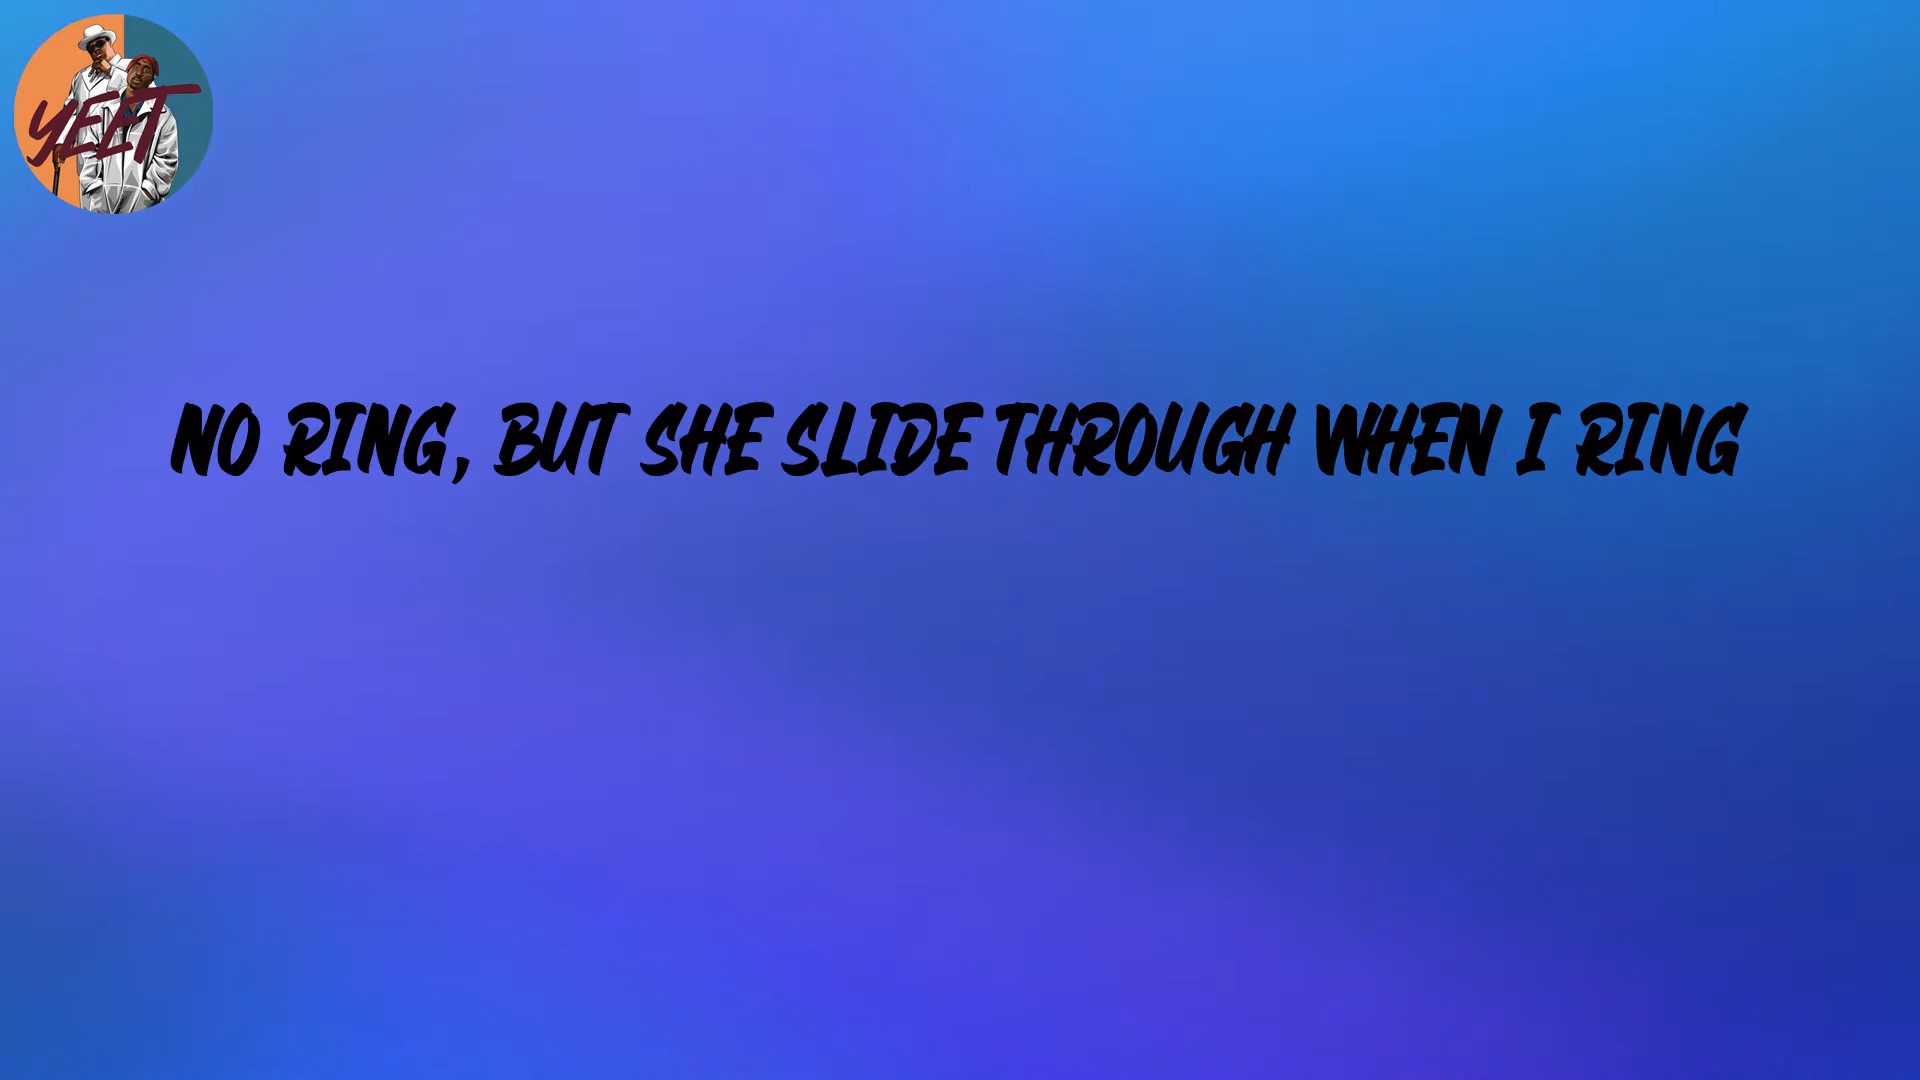 YEET
NO RING, BUT SHE SLIDE THROUGH WHEN I RING